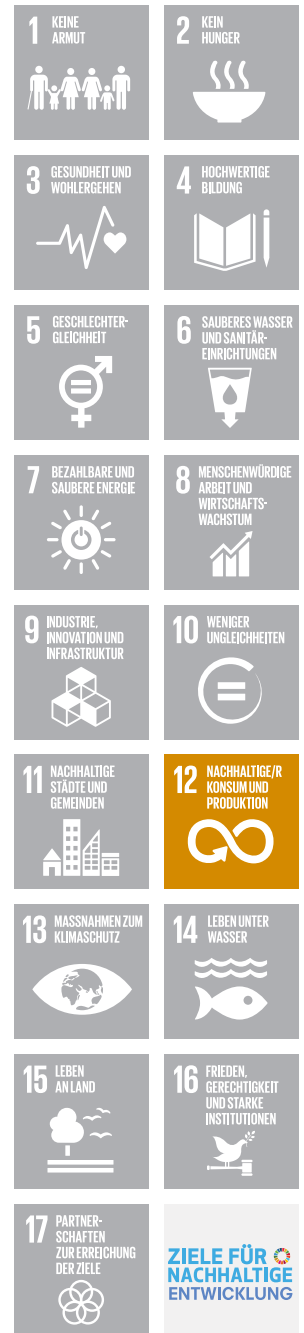 1 KEINE
ARMUT
2 KEIN
HUNGER
3 GESUNDHEIT UND
WOHLERGEHEN
4 HOCHWERTIGE
BILDUNG
5 GESCHLECHTER-
GLEICHHEIT
6 SAUBERES WASSER
UND SANITÄR-
EINRICHTUNGEN
7 BEZAHLBARE UND
SAUBERE ENERGIE
8 MENSCHENWÜRDIGE
ARBEIT UND
WIRTSCHAFTS-
WACHSTUM
9 INDUSTRIE,
INNOVATION UND
INFRASTRUKTUR
10 WENIGER
UNGLEICHHEITEN
11 NACHHALTIGE
STÄDTE UND
GEMEINDEN
12 NACHHALTIGE/R
KONSUM UND
PRODUKTION
13 MASSNAHMEN ZUM
KLIMASCHUTZ
14 LEBEN UNTER
WASSER
15 LEBEN
AN LAND
16 FRIEDEN,
GERECHTIGKEIT
UND STARKE
INSTITUTIONEN
17 PARTNER-
SCHAFTEN
ZUR ERREICHUNG
DER ZIELE
ZIELE FÜR
NACHHALTIGE
ENTWICKLUNG